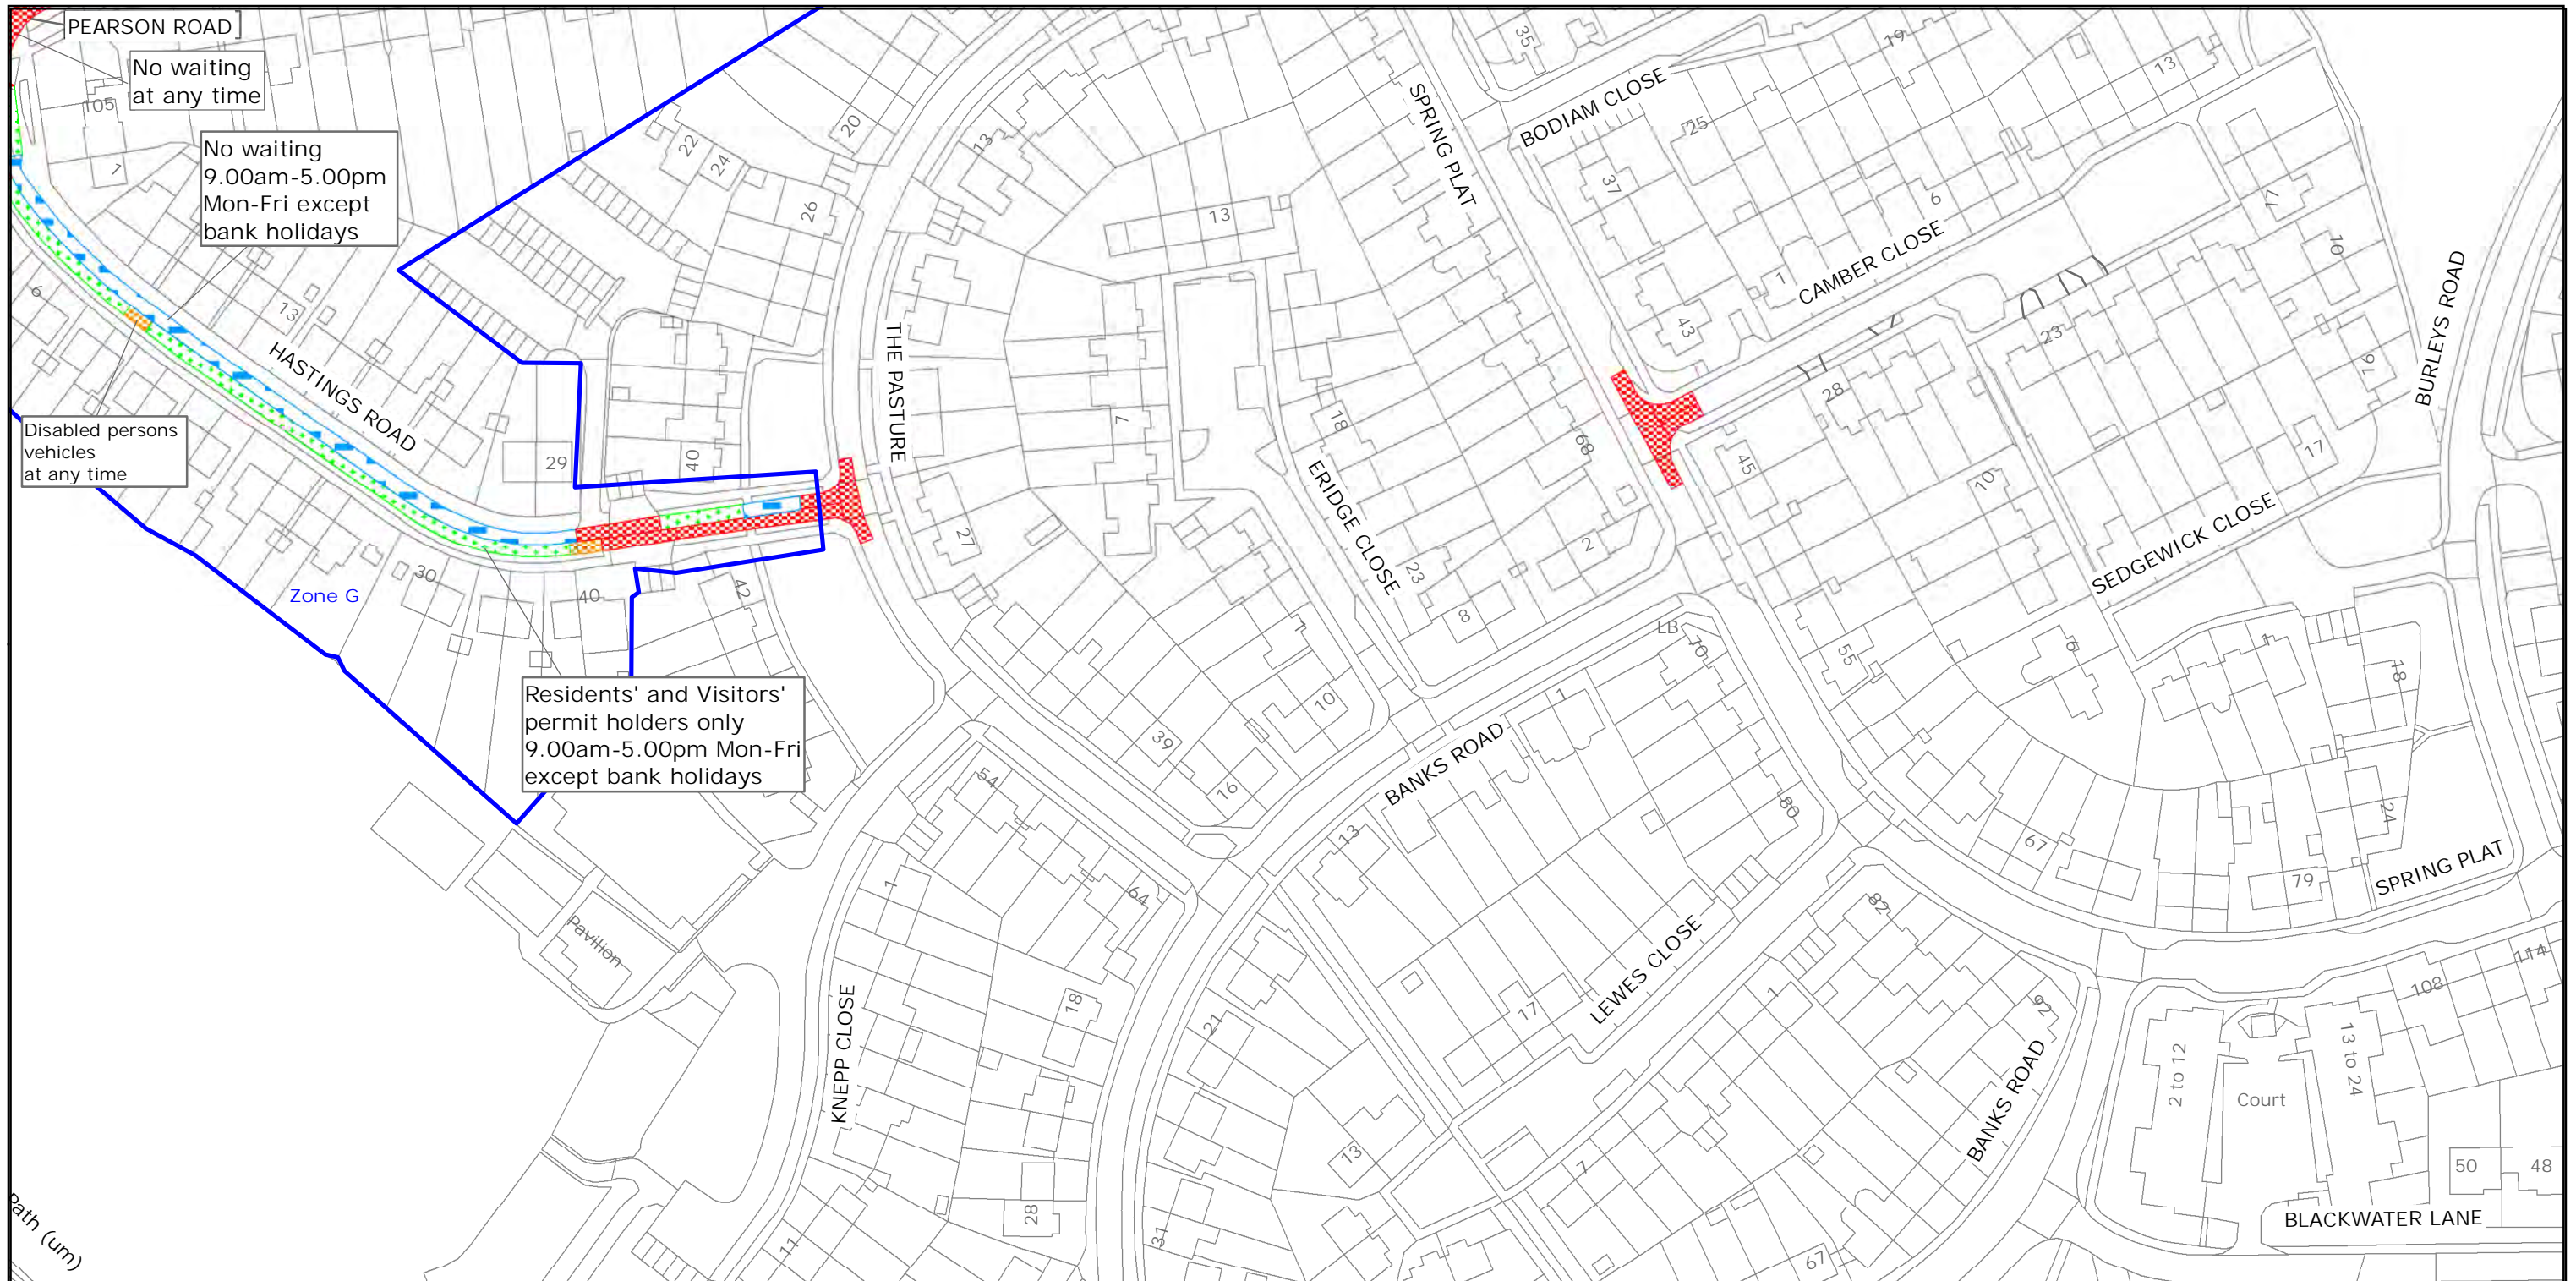 PEARSON ROAD
No waiting
at any time
105
1
No waiting
9.00am-5.00pm
Mon-Fri except
bank holidays
6
13
HASTINGS ROAD
Disabled persons
vehicles
at any time
29
30
40
Zone G
Residents' and Visitors'
permit holders only
9.00am-5.00pm Mon-Fri
except bank holidays
20
22
24
26
40
42
THE PASTURE
13
13
7
27
39
SPRING PLAT
35
BODIAM CLOSE
19
13
25
37
43
1
6
CAMBER CLOSE
77
10
76
BURLEYS ROAD
23
28
17
18
68
45
10
ERIDGE CLOSE
23
2
8
SEDGEWICK CLOSE
LB
70
55
6
1
18
1
10
16
BANKS ROAD
1
13
80
67
24
79
SPRING PLAT
54
64
1
18
Pavilion
KNEPP CLOSE
11
28
21
31
13
17
LEWES CLOSE
82
1
92
7
67
BANKS ROAD
108
114
2 to 12
Court
13 to 24
50
48
BLACKWATER LANE
Path (um)